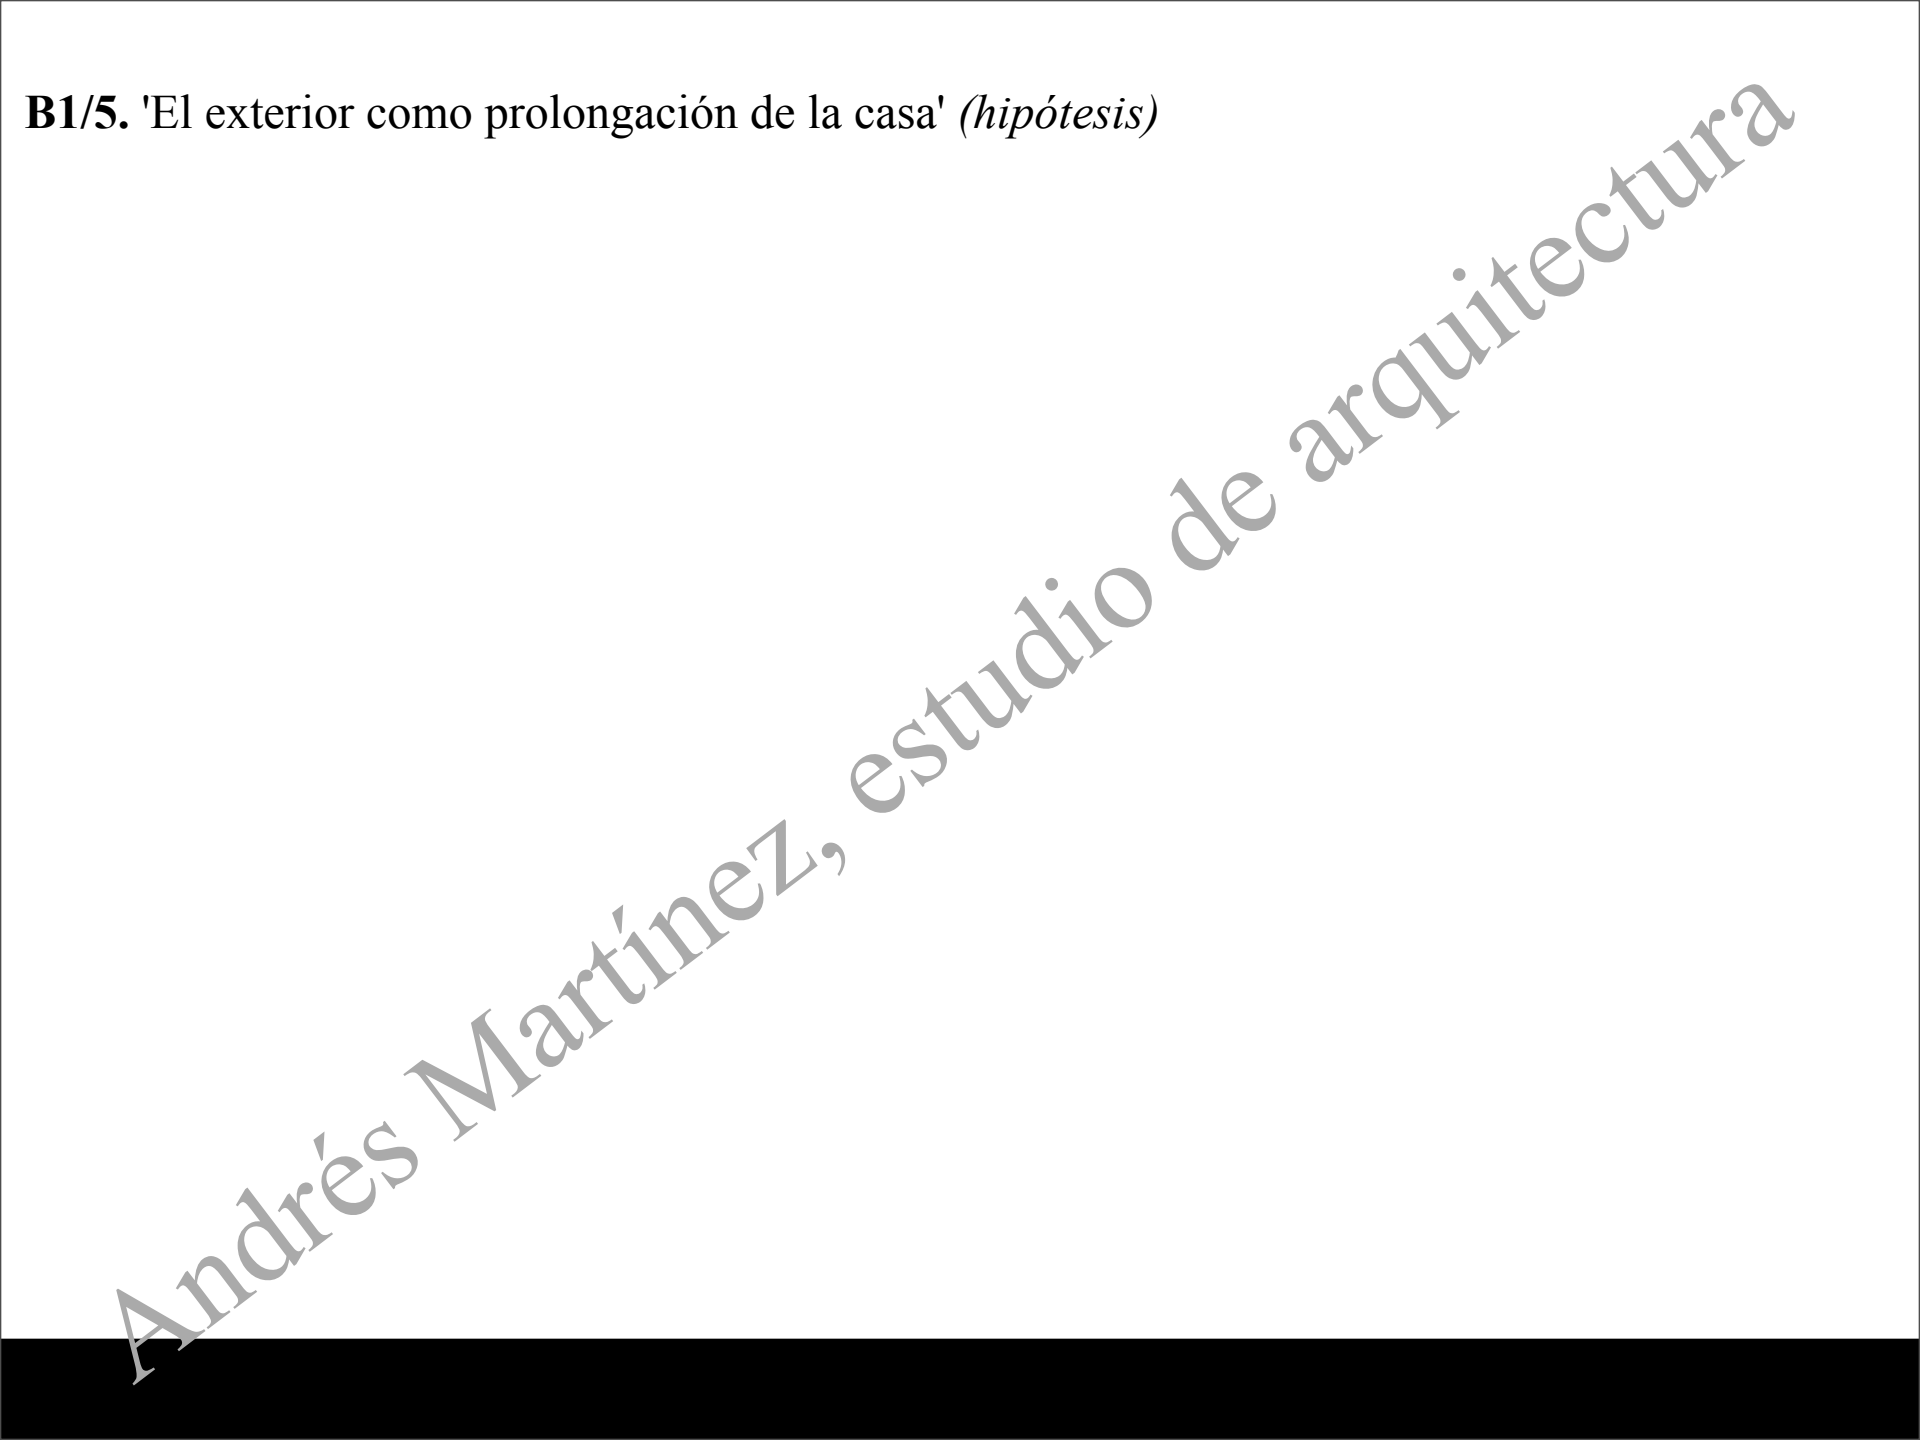 B1/5. 'El exterior como prolongación de la casa' (hipótesis)
Andrés Martínez, estudio de arquitectura